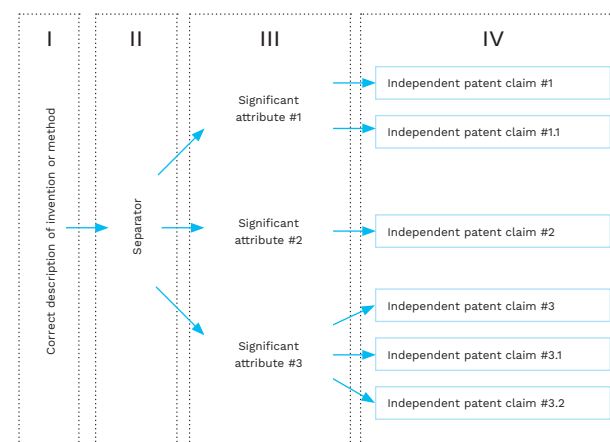 I
II
III
IV
Correct description of invention or method
Separator
Significant
attribute #1
Significant
attribute #2
Significant
attribute #3
Independent patent claim #1
Independent patent claim #1.1
Independent patent claim #2
Independent patent claim #3
Independent patent claim #3.1
Independent patent claim #3.2